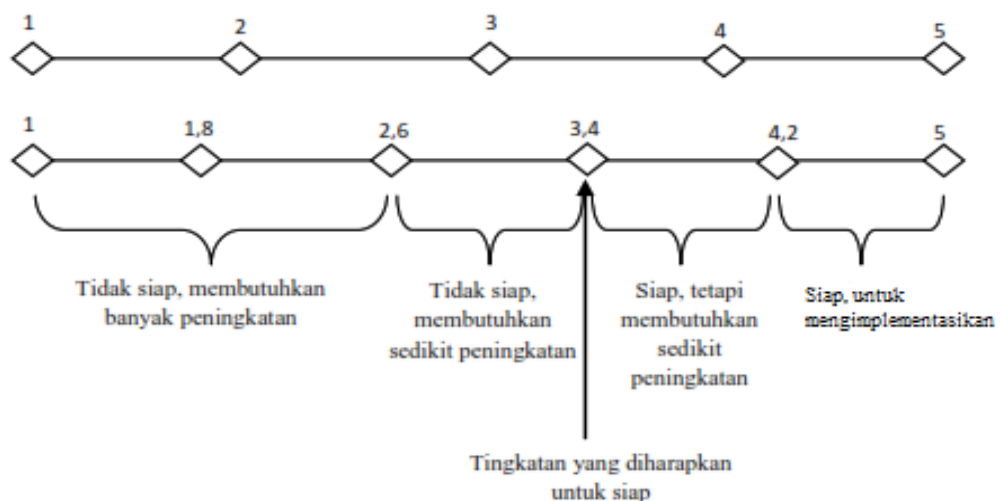 1 2 3 4 5
1 1,8 2,6 3,4 4,2 5
Tidak siap, membutuhkan
banyak peningkatan
Tidak siap,
membutuhkan
sedikit peningkatan
Siap, tetapi
membutuhkan
sedikit
peningkatan
Siap, untuk
mengimplementasikan
Tingkatan yang diharapkan
untuk siap